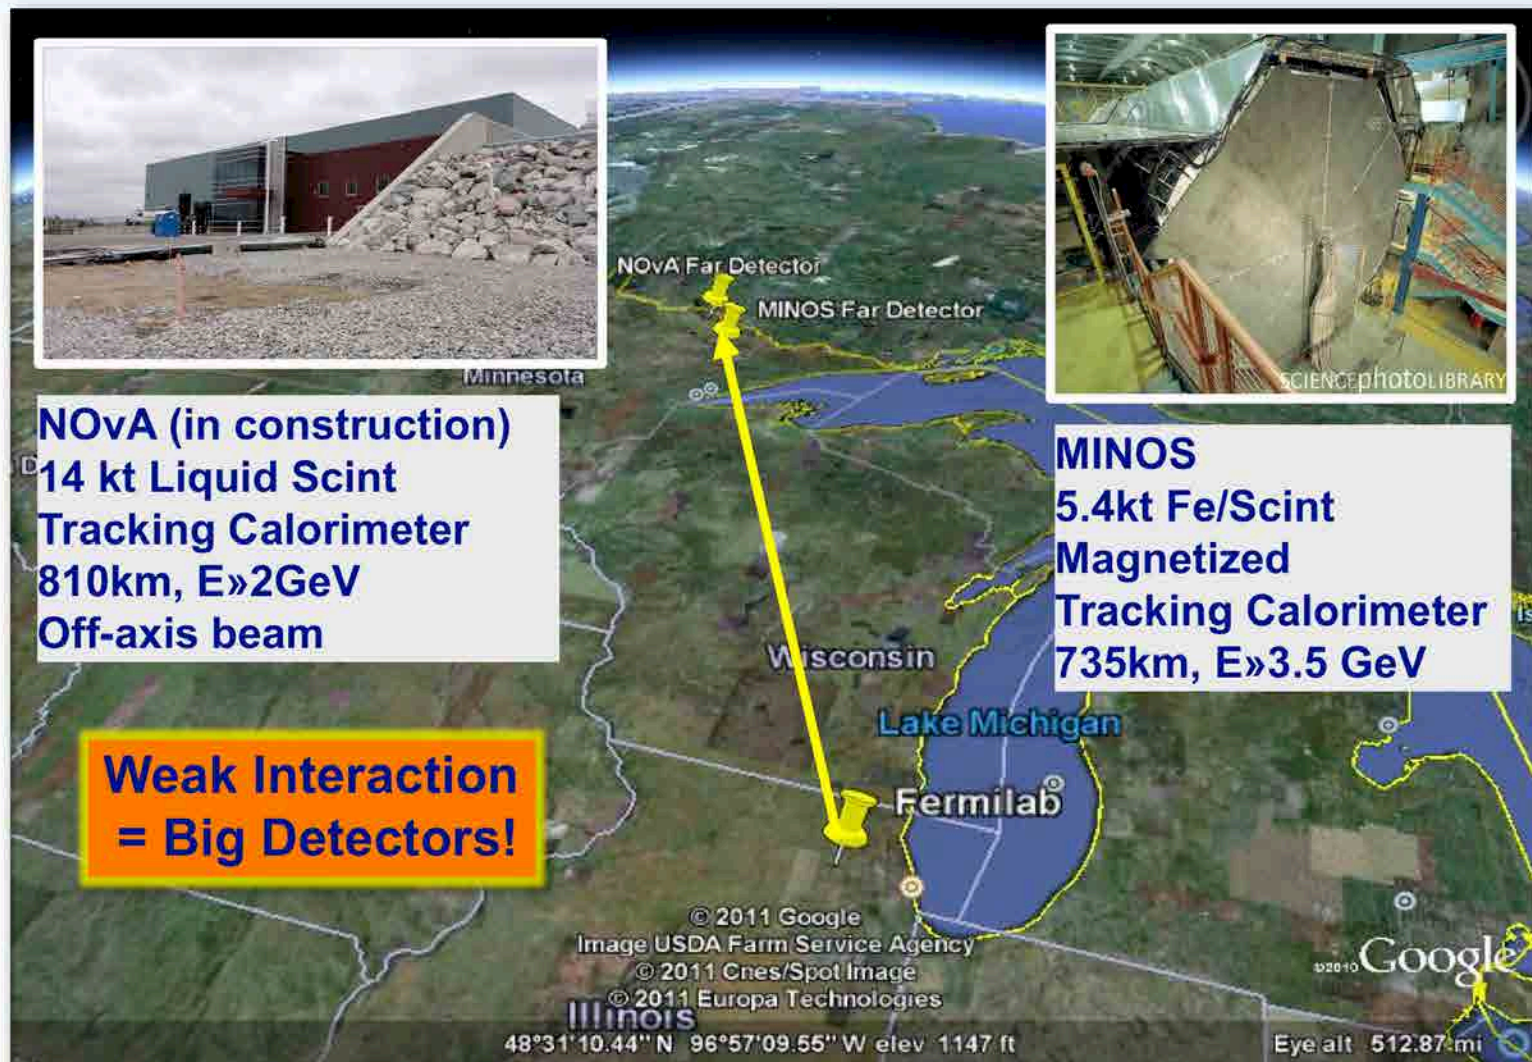 NOvA Far Detector
MINOS Far Detector
SCIENCEphotoLIBRARY
Minnesota
NOvA (in construction)
14 kt Liquid Scint
Tracking Calorimeter
810km, E»2GeV
Off-axis beam
MINOS
5.4kt Fe/Scint
Magnetized
Tracking Calorimeter
735km, E»3.5 GeV
Wisconsin
Lake Michigan
Weak Interaction
= Big Detectors!
Fermilab
© 2011 Google
Image USDA Farm Service Agency
© 2011 Cnes/Spot Image
© 2011 Europa Technologies
©2010 Google
Illinois
48°31'10.44" N 96°57'09.55" W elev 1147 ft
Eye alt 512.87 mi